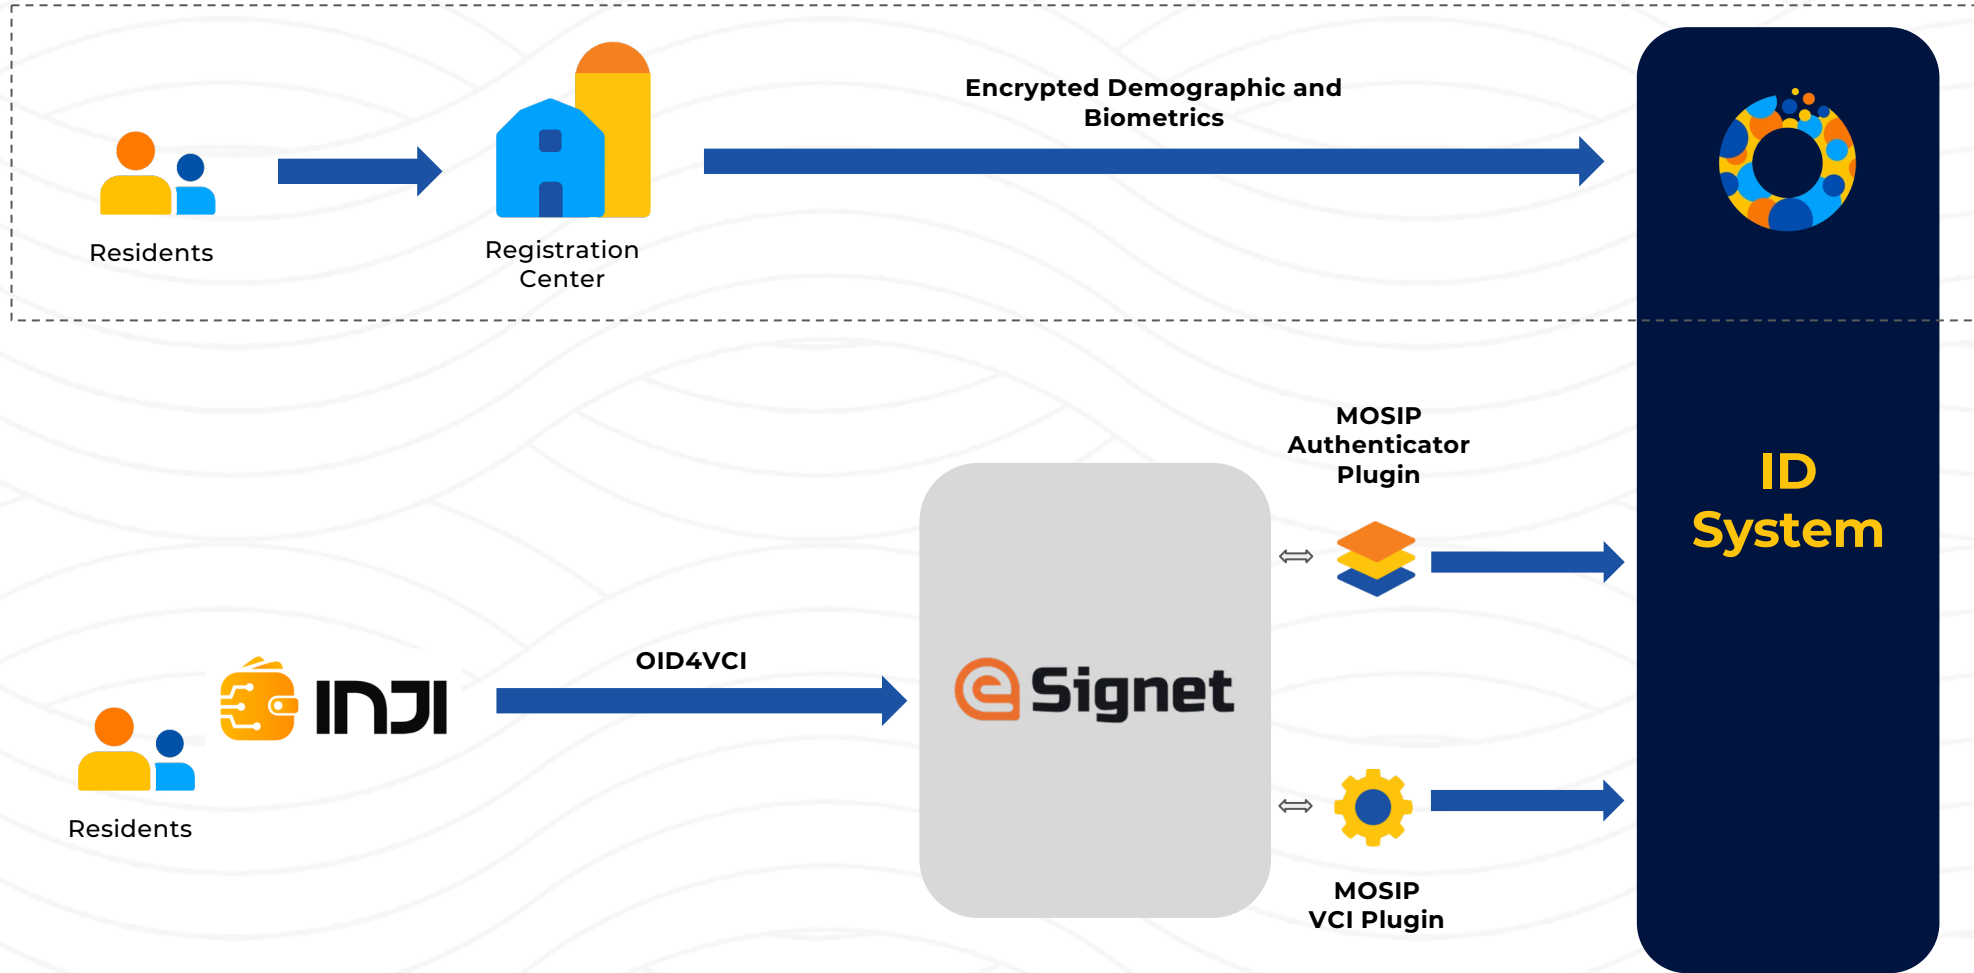 Encrypted Demographic and
Biometrics
Residents
Registration
Center
MOSIP
Authenticator
Plugin
ID
System
OID4VCI
INJI
e Signet
Residents
MOSIP
VCI Plugin